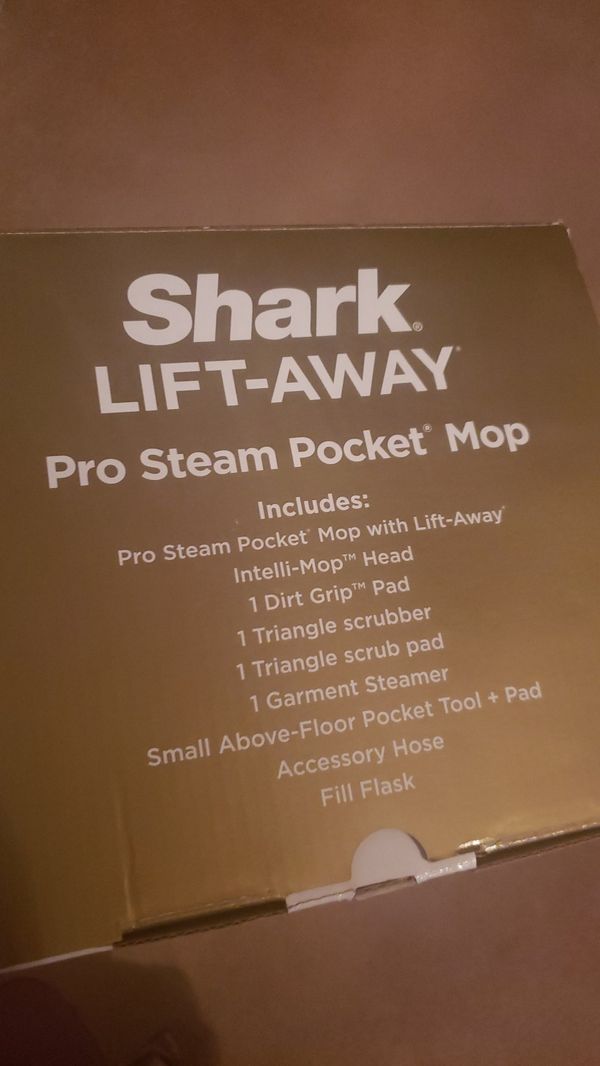 Shark®
LIFT-AWAY®
Pro Steam Pocket® Mop
Includes:
Pro Steam Pocket® Mop with Lift-Away®
Intelli-Mop™ Head
1 Dirt Grip™ Pad
1 Triangle scrubber
1 Triangle scrub pad
1 Garment Steamer
Small Above-Floor Pocket Tool + Pad
Accessory Hose
Fill Flask